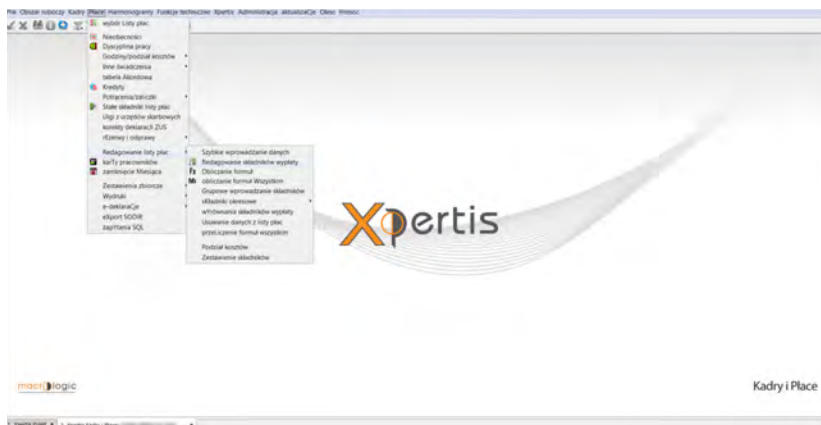 Plik Obszar roboczy Kadry Płace Harmonogramy Funkcje techniczne Xpertis Administracja aktualizaCje Okno Pomoc
wybór Listy płac
Nieobecności
Dyscyplina pracy
Godziny/podział kosztów
Inne świadczenia
tabela Akordowa
Kredyty
Potrącenia/zaliczki
Stałe składniki listy płac
Ulgi z urzędów skarbowych
korekty deklaracji ZUS
rEzerwy i odprawy
Redagowanie listy płac
karTy pracowników
zamknięcie Miesiąca
Zestawienia zbiorcze
Wydruki
e-deklaraCje
eXport SODiR
zapYtania SQL
Szybkie wprowadzanie danych
Redagowanie składników wypłaty
Fx Obliczanie formuł
obliczanie formuł Wszystkim
Grupowe wprowadzanie składników
składniki okresowe
wYrównania składników wypłaty
Usuwanie danych z listy płac
przeLiczenie formuł wszystkim
Podział kosztów
Zestawienie składników
Xpertis
macrologic
Kadry i Płace